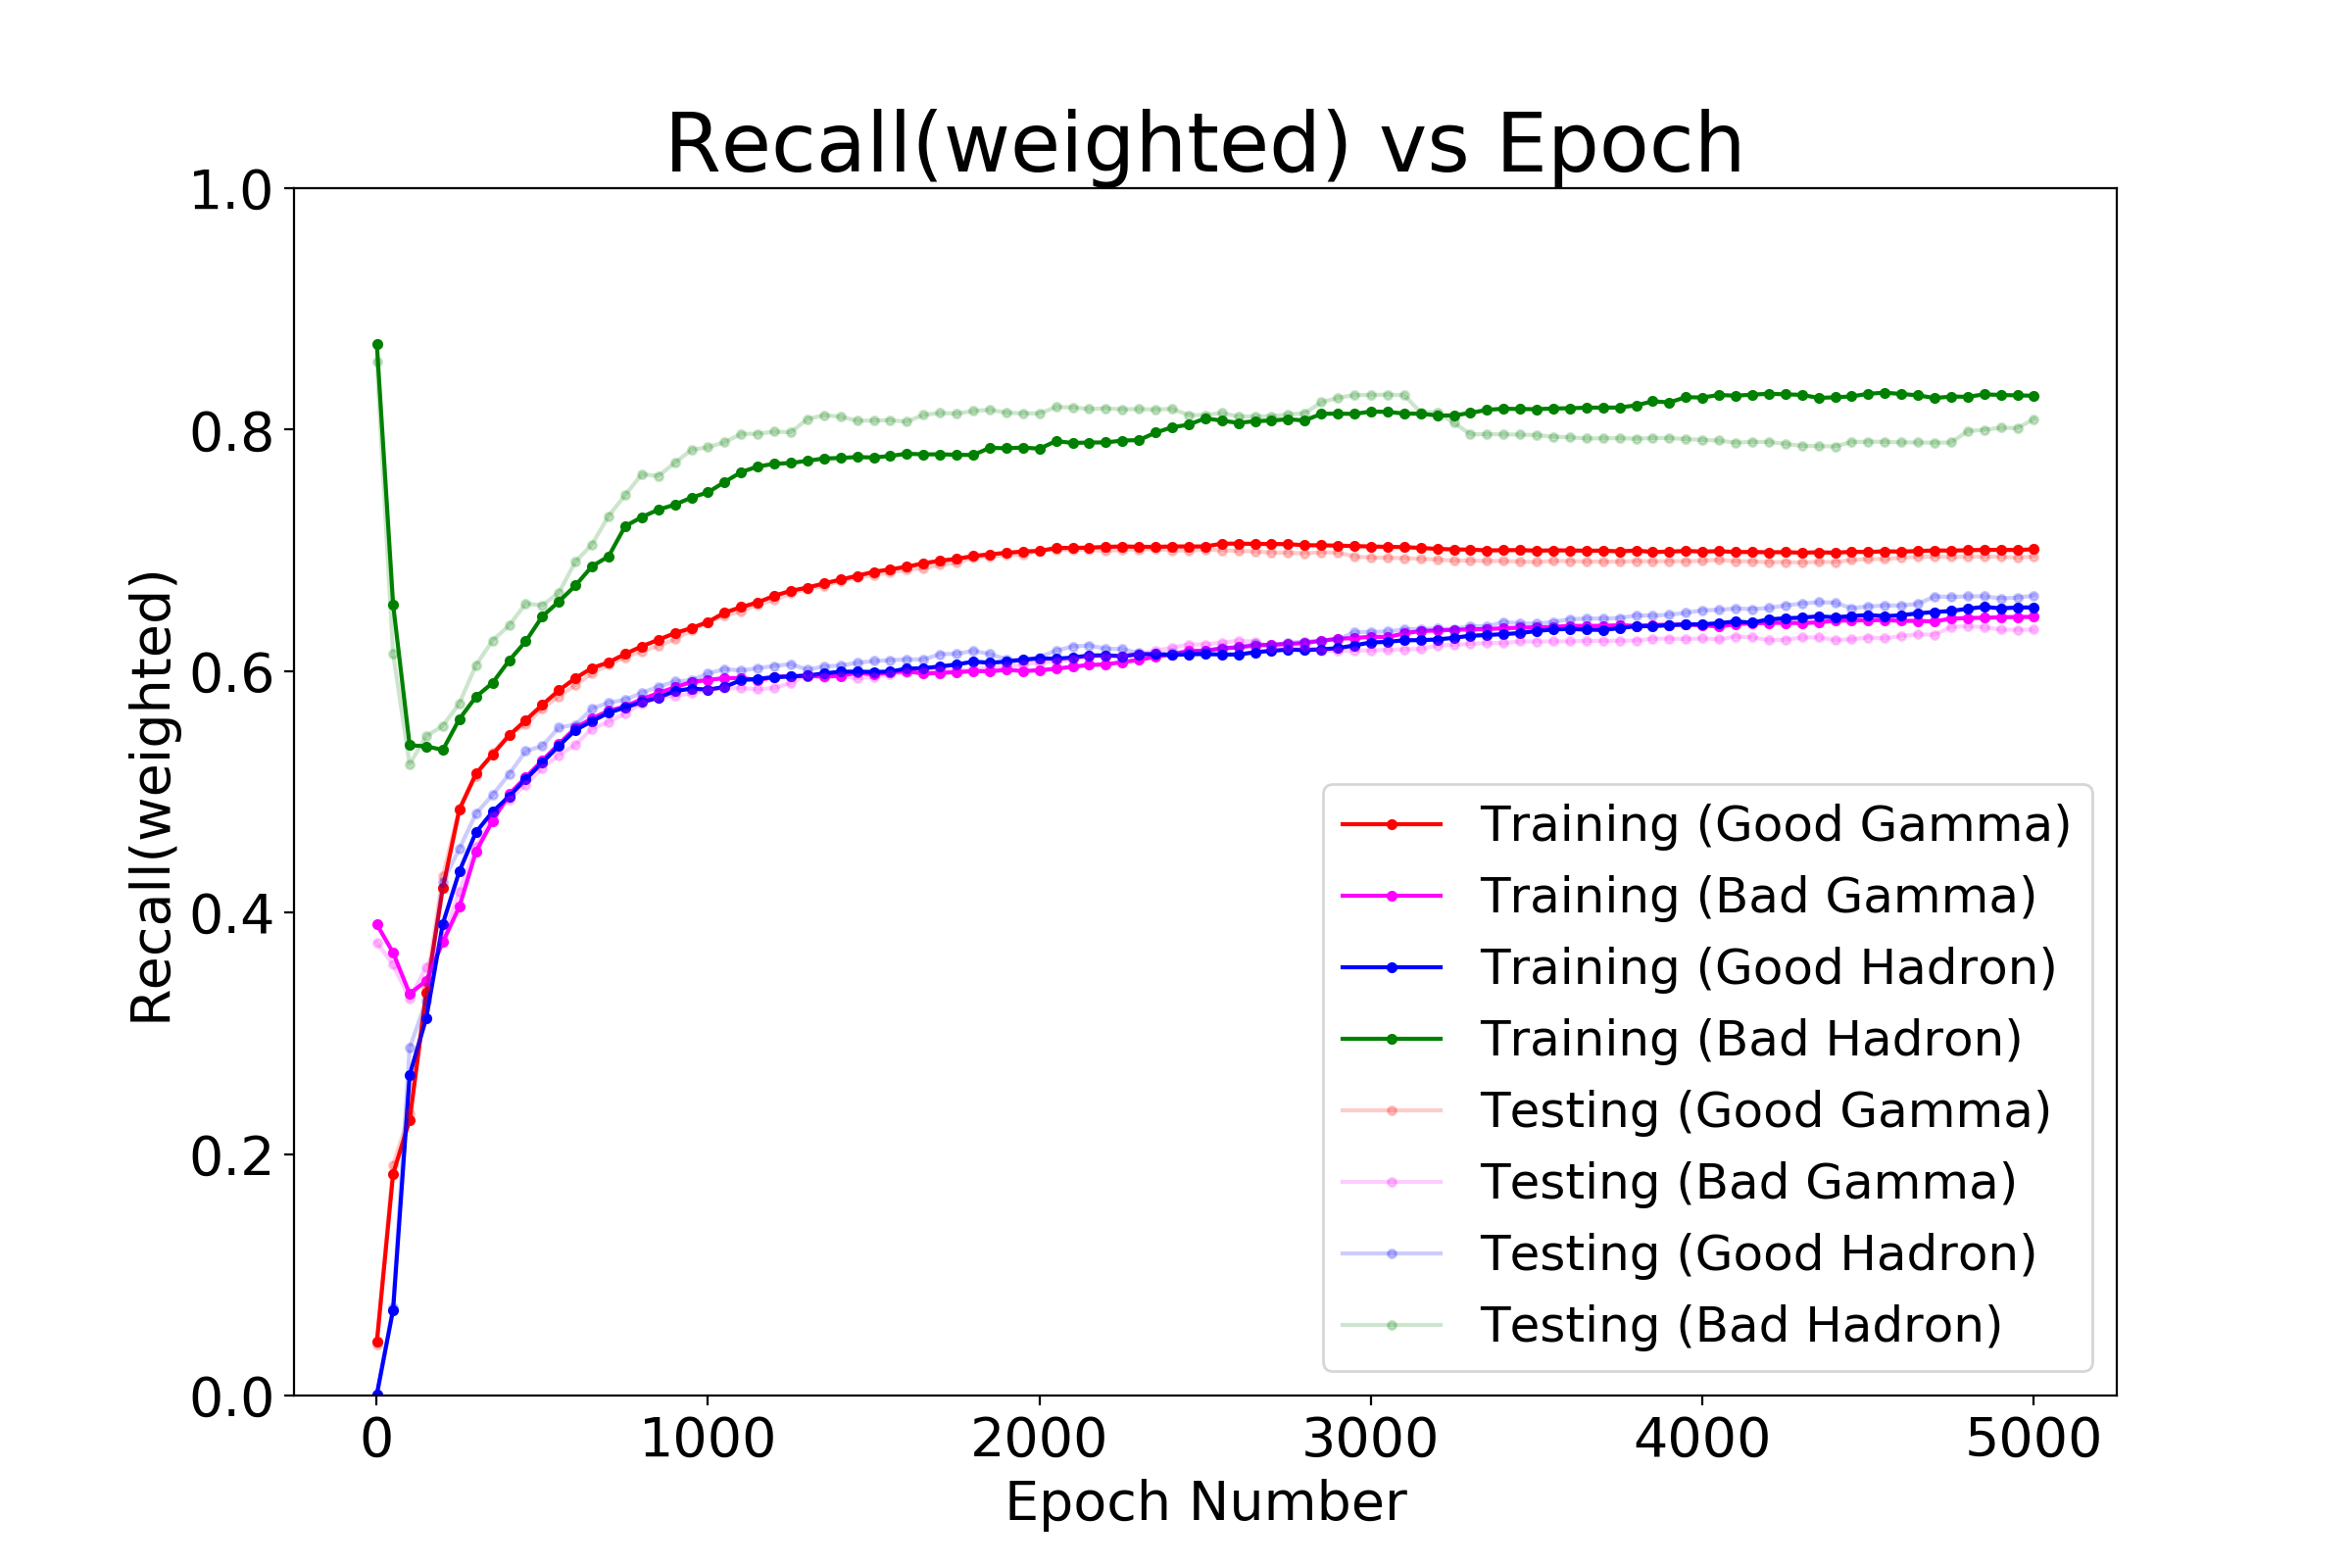 Recall(weighted) vs Epoch
Recall(weighted)
1.0
0.8
0.6
0.4
0.2
0.0
0 1000 2000 3000 4000 5000
Epoch Number
Training (Good Gamma)
Training (Bad Gamma)
Training (Good Hadron)
Training (Bad Hadron)
Testing (Good Gamma)
Testing (Bad Gamma)
Testing (Good Hadron)
Testing (Bad Hadron)